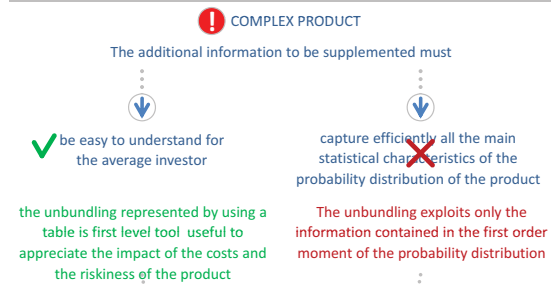 COMPLEX PRODUCT
The additional information to be supplemented must
be easy to understand for
the average investor
capture efficiently all the main
statistical characteristics of the
probability distribution of the product
the unbundling represented by using a
table is first level tool useful to
appreciate the impact of the costs and
the riskiness of the product
The unbundling exploits only the
information contained in the first order
moment of the probability distribution